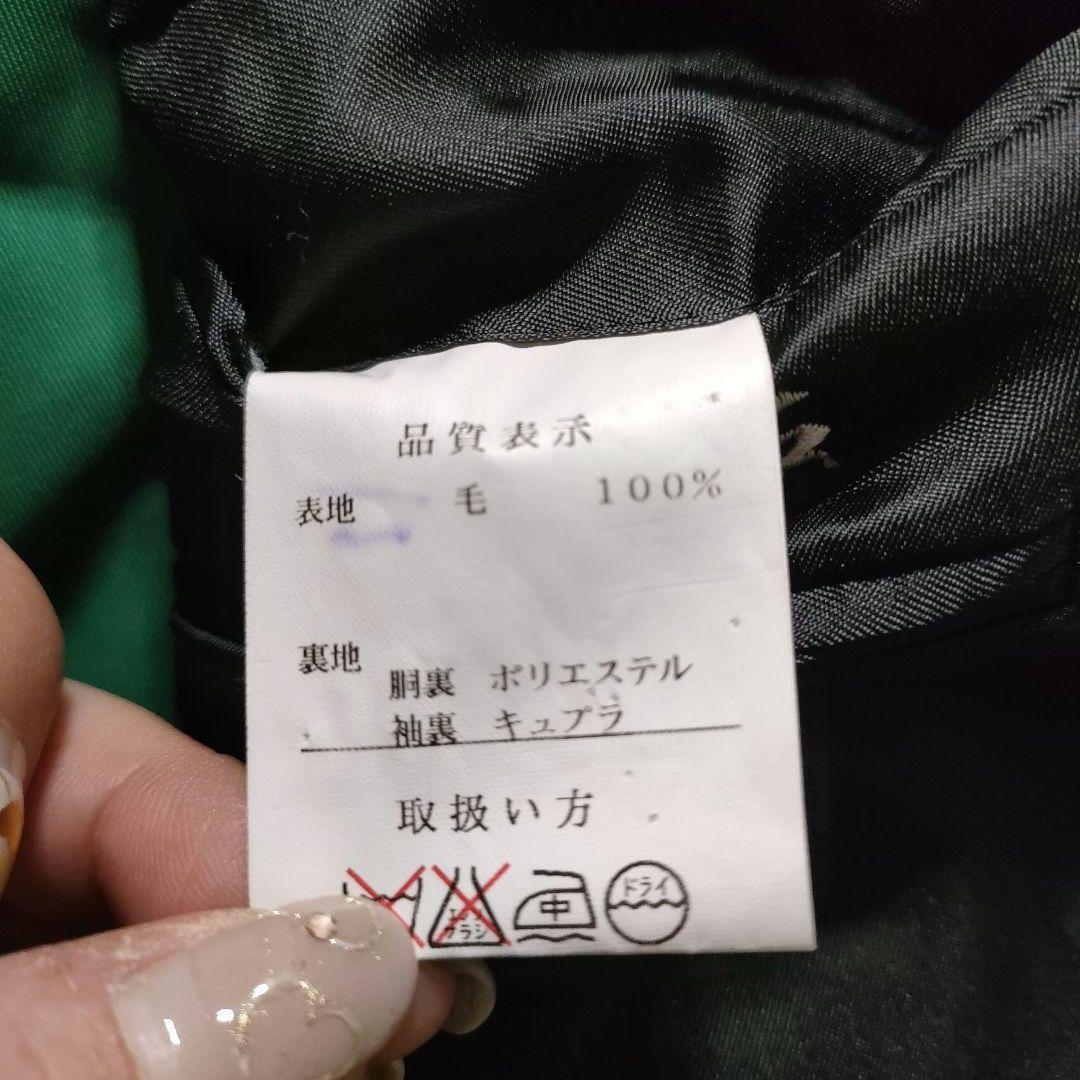 品質表示
表地 毛 100%
裏地
胴裏 ポリエステル
袖裏 キュプラ
取扱い方
中 ドライ